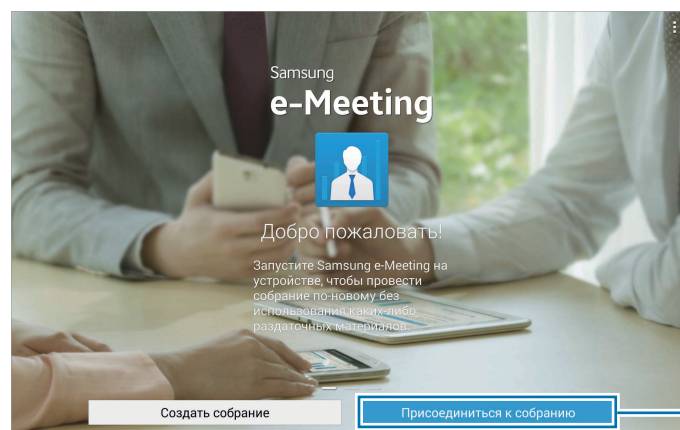 Samsung
e-Meeting
Добро пожаловать!
Запустите Samsung e-Meeting на
устройстве, чтобы провести
собрание по-новому без
использования каких-либо
раздаточных материалов.
Создать собрание
Присоединиться к собранию